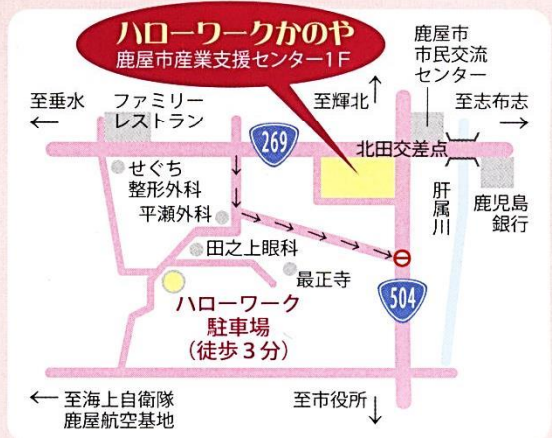 ハローワークかのや
鹿屋市産業支援センター1F
鹿屋市
市民交流
センター
至垂水
ファミリー
レストラン
至輝北
至志布志
269
北田交差点
せぐち
整形外科
平瀬外科
肝属川
鹿児島
銀行
田之上眼科
最正寺
504
ハローワーク
駐車場
(徒歩3分)
至海上自衛隊
鹿屋航空基地
至市役所